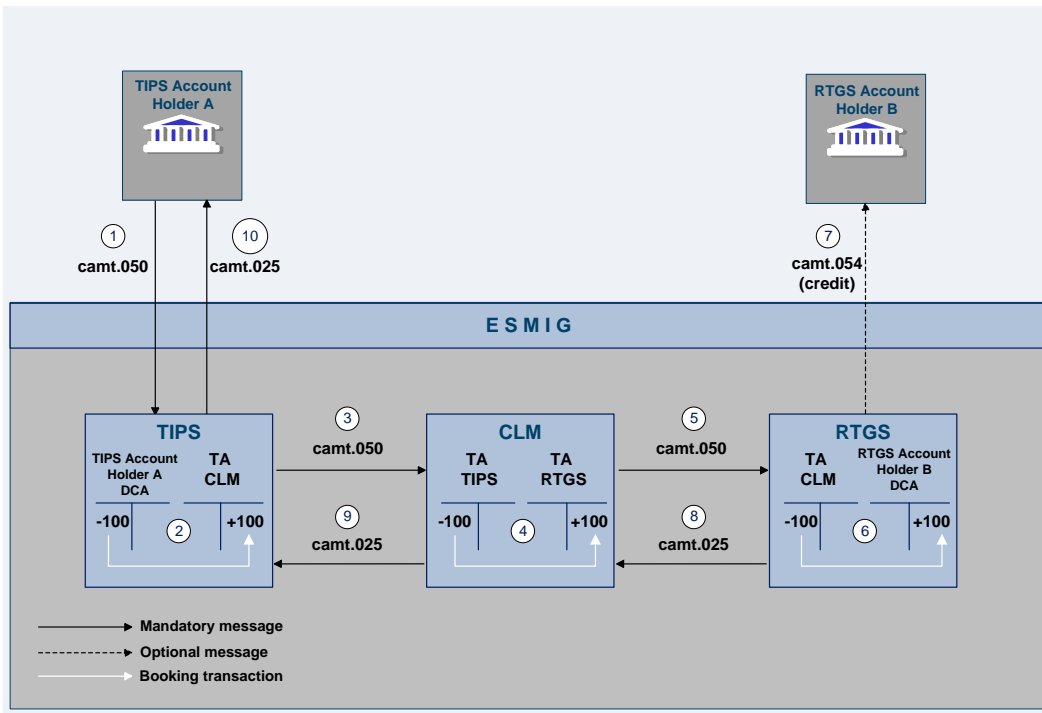 TIPS Account
Holder A
RTGS Account
Holder B
1
camt.050
10
camt.025
7
camt.054
(credit)
E S M I G
TIPS
TIPS Account
Holder A
DCA
TA
CLM
-100
2
+100
3
camt.050
9
camt.025
CLM
TA
TIPS
TA
RTGS
-100
4
+100
5
camt.050
8
camt.025
RTGS
TA
CLM
RTGS Account
Holder B
DCA
-100
6
+100
Mandatory message
Optional message
Booking transaction